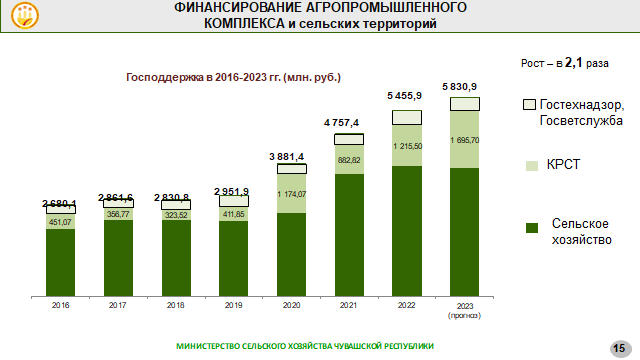 ФИНАНСИРОВАНИЕ АГРОПРОМЫШЛЕННОГО
КОМПЛЕКСА и сельских территорий
Рост – в 2,1 раза
Господдержка в 2016-2023 гг. (млн. руб.)
2 680,1
2 861,6
2 830,8
2 951,9
3 881,4
4 757,4
5 455,9
5 830,9
451,07
356,77
323,52
411,85
1 174,07
882,82
1 215,50
1 695,70
Гостехнадзор,
Госветслужба
КРСТ
Сельское
хозяйство
2016
2017
2018
2019
2020
2021
2022
2023
(прогноз)
МИНИСТЕРСТВО СЕЛЬСКОГО ХОЗЯЙСТВА ЧУВАШСКОЙ РЕСПУБЛИКИ
15